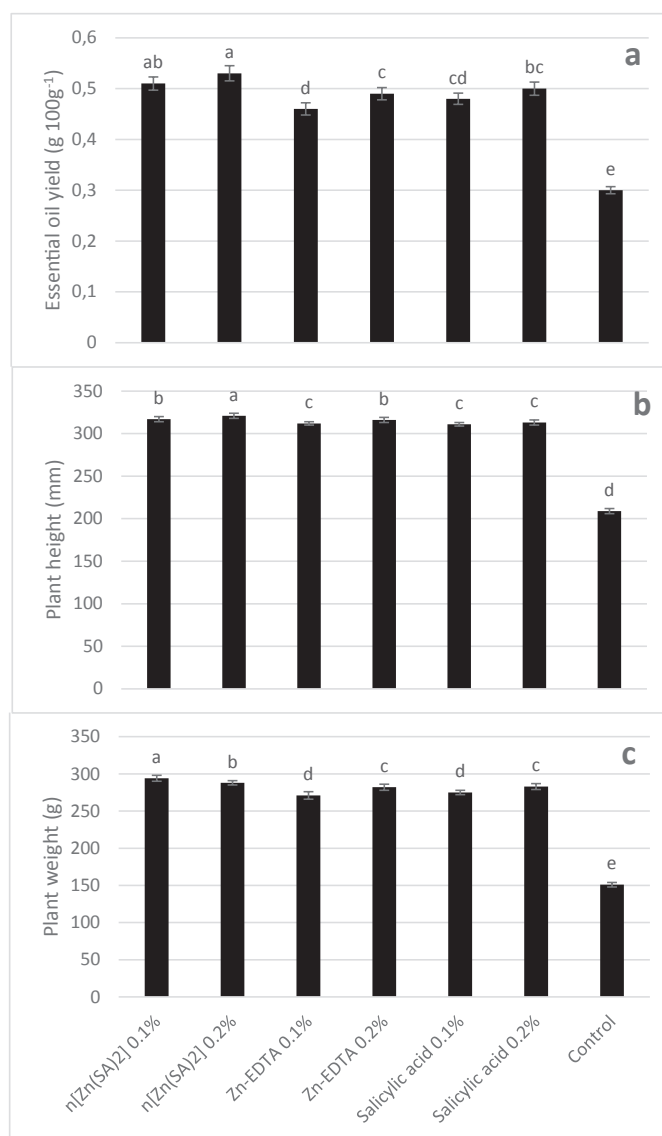 0,6
0,5
0,4
0,3
0,2
0,1
0
Essential oil yield (g 100g-1)
ab
a
d
c
cd
bc
e
a
350
300
250
200
150
100
50
0
Plant height (mm)
b
a
c
b
c
c
d
b
350
300
250
200
150
100
50
0
Plant weight (g)
a
b
d
c
d
c
e
c
n[Zn(SA)2] 0.1%
n[Zn(SA)2] 0.2%
Zn-EDTA 0.1%
Zn-EDTA 0.2%
Salicylic acid 0.1%
Salicylic acid 0.2%
Control